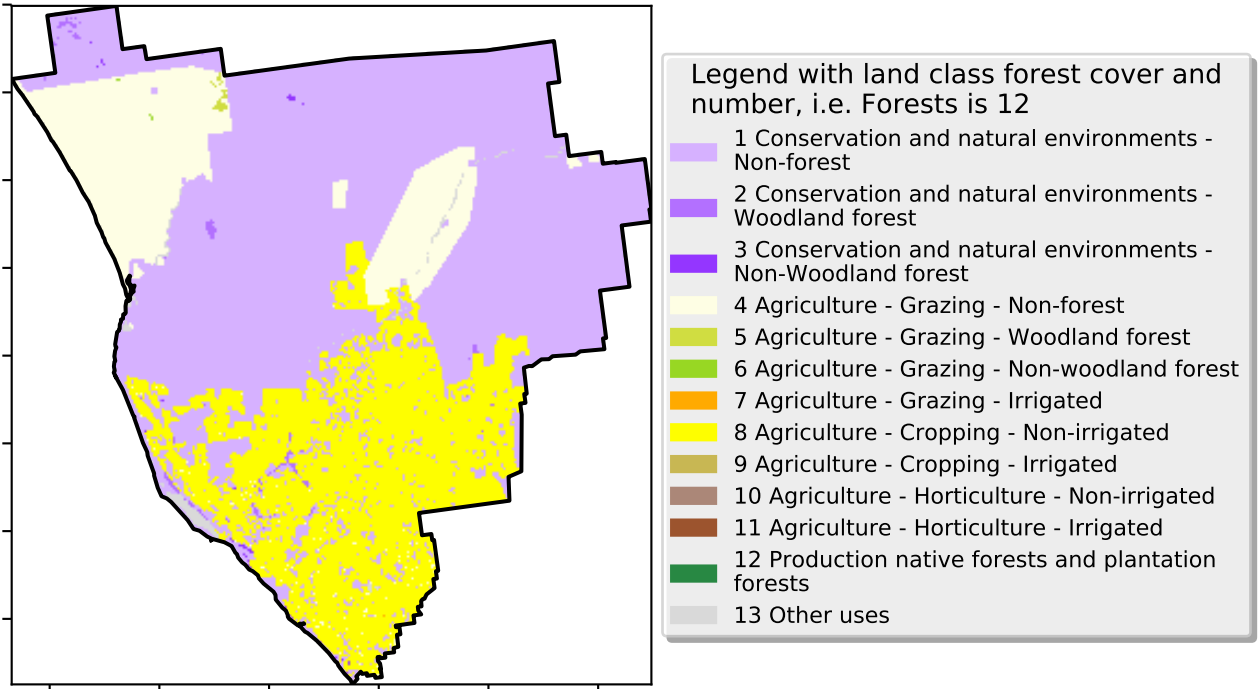 Legend with land class forest cover and
number, i.e. Forests is 12
1 Conservation and natural environments -
Non-forest
2 Conservation and natural environments -
Woodland forest
3 Conservation and natural environments -
Non-Woodland forest
4 Agriculture - Grazing - Non-forest
5 Agriculture - Grazing - Woodland forest
6 Agriculture - Grazing - Non-woodland forest
7 Agriculture - Grazing - Irrigated
8 Agriculture - Cropping - Non-irrigated
9 Agriculture - Cropping - Irrigated
10 Agriculture - Horticulture - Non-irrigated
11 Agriculture - Horticulture - Irrigated
12 Production native forests and plantation
forests
13 Other uses